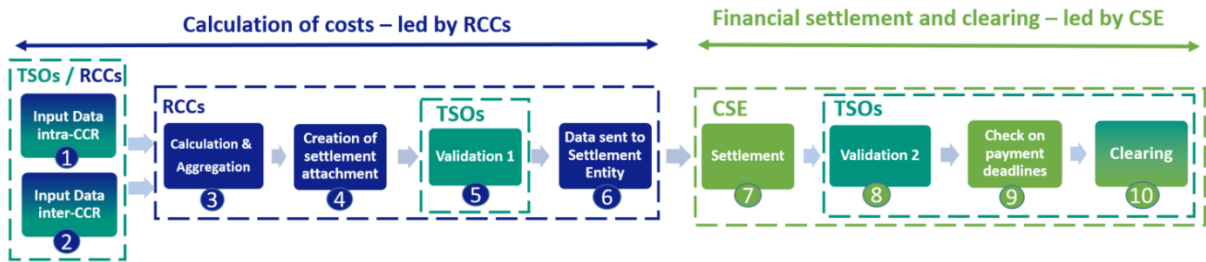 Calculation of costs – led by RCCs
Financial settlement and clearing – led by CSE
TSOs / RCCs
Input Data
intra-CCR
1
Input Data
inter-CCR
2
RCCs
Calculation &
Aggregation
3
Creation of
settlement
attachment
4
TSOs
Validation 1
5
Data sent to
Settlement
Entity
6
CSE
Settlement
7
TSOs
Validation 2
8
Check on
payment
deadlines
9
Clearing
10